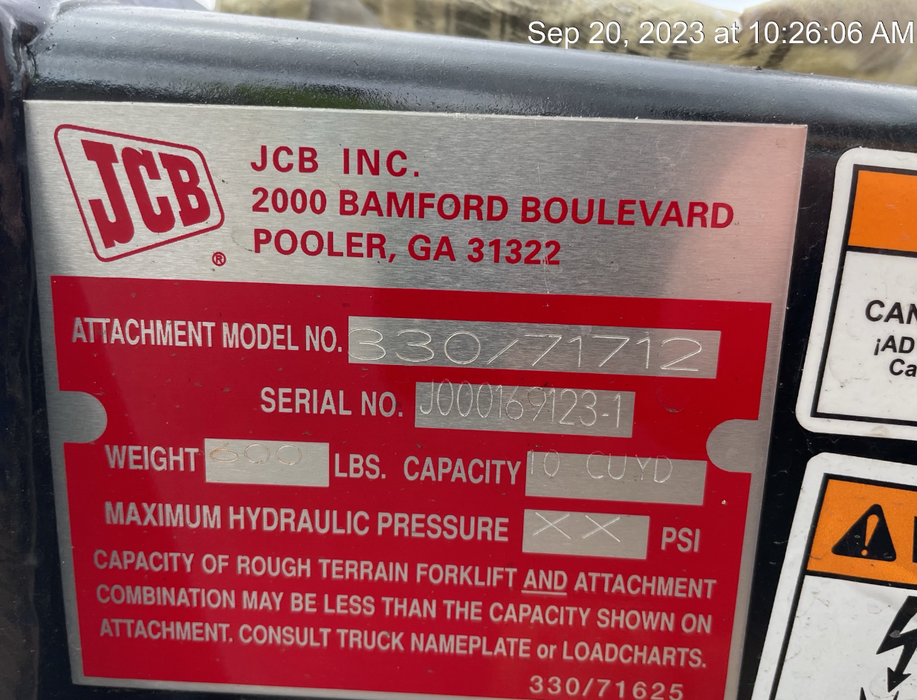 Sep 20, 2023 at 10:26:06 AM
JCB
®
JCB INC.
2000 BAMFORD BOULEVARD
POOLER, GA 31322
ATTACHMENT MODEL NO. 330/71712
SERIAL NO. J000169123-1
WEIGHT 600 LBS. CAPACITY 10 CU.YD
MAXIMUM HYDRAULIC PRESSURE XX PSI
CAPACITY OF ROUGH TERRAIN FORKLIFT AND ATTACHMENT
COMBINATION MAY BE LESS THAN THE CAPACITY SHOWN ON
ATTACHMENT. CONSULT TRUCK NAMEPLATE or LOADCHARTS.
330/71625
CAN
¡AD
Ca